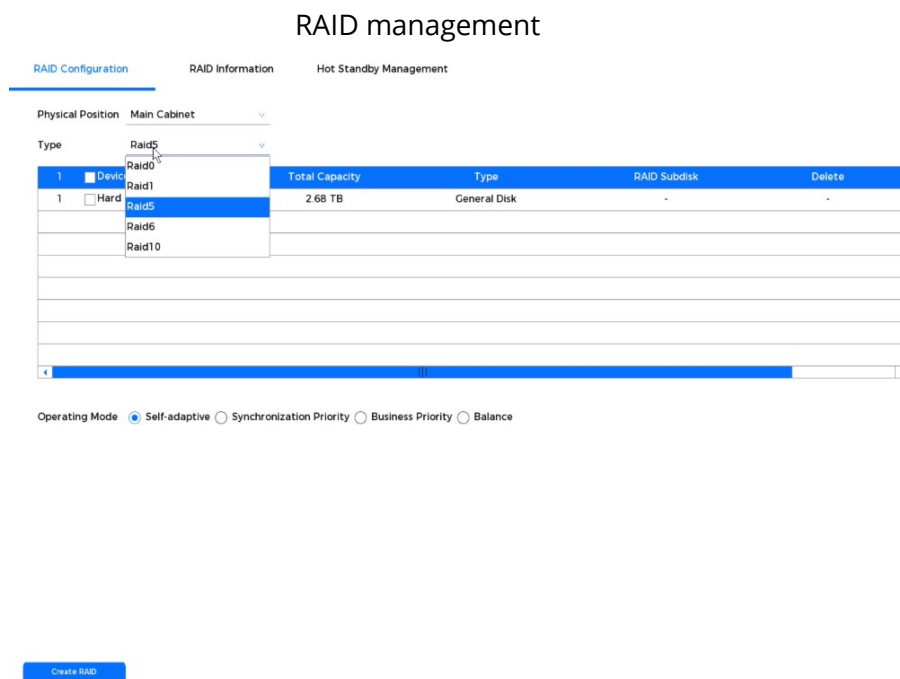 RAID management
RAID Configuration RAID Information Hot Standby Management
Physical Position Main Cabinet
Type Raid5
1 Total Capacity Type RAID Subdisk Delete
1 Hard 2.68 TB General Disk - -
Raid0
Raid1
Raid5
Raid6
Raid10
Operating Mode Self-adaptive Synchronization Priority Business Priority Balance
Create RAID